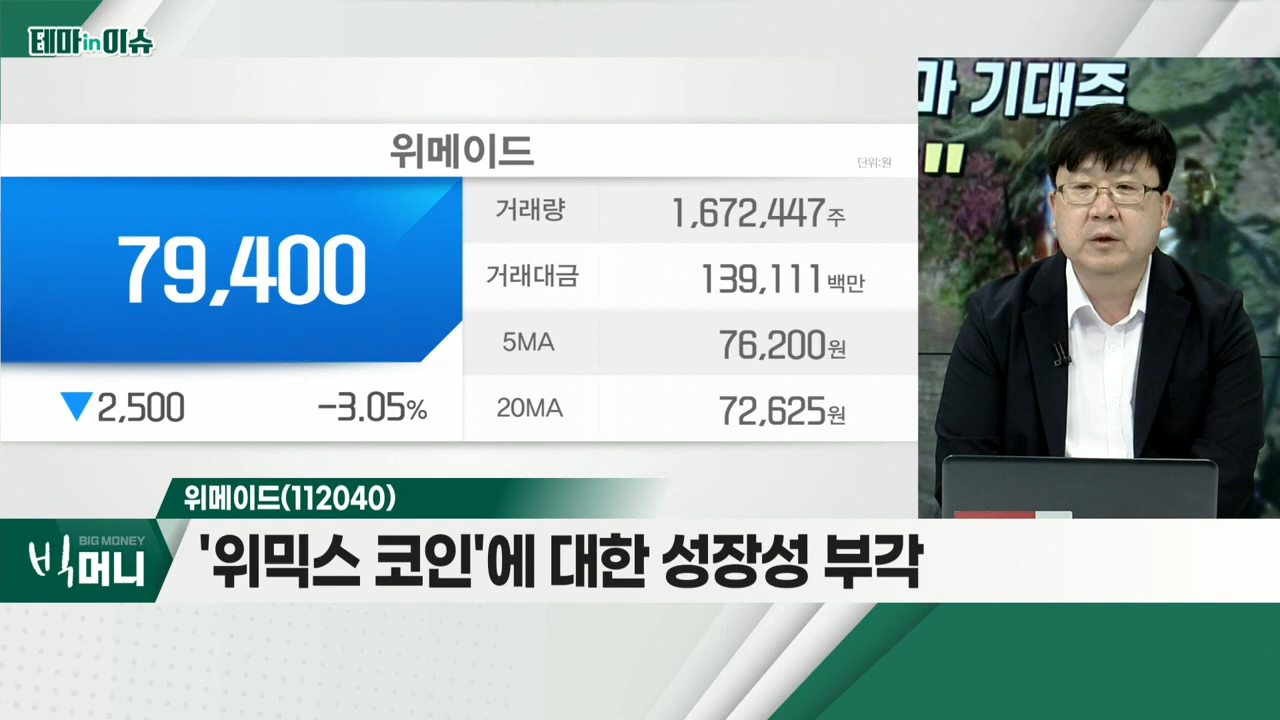 테마in이슈
마 기대주
"
위메이드
단위:원
79,400
▼2,500 -3.05%
거래량 1,672,447주
거래대금 139,111백만
5MA 76,200원
20MA 72,625원
위메이드(112040)
BIG MONEY
빅머니
'위믹스 코인'에 대한 성장성 부각